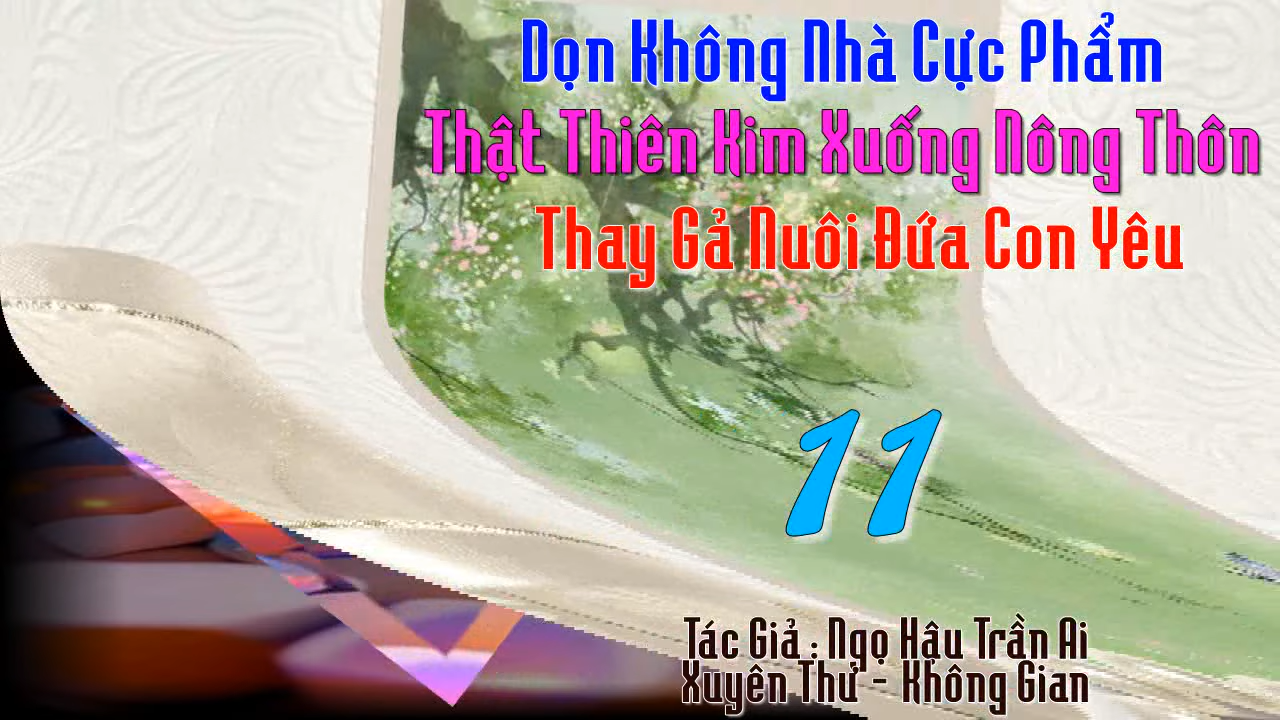 Dọn Không Nhà Cực Phẩm
Thật Thiên Kim Xuống Nông Thôn
Thay Gả Nuôi Đứa Con Yêu
11
Tác Giả : Ngọ Hậu Trần Ai
Xuyên Thư - Không Gian